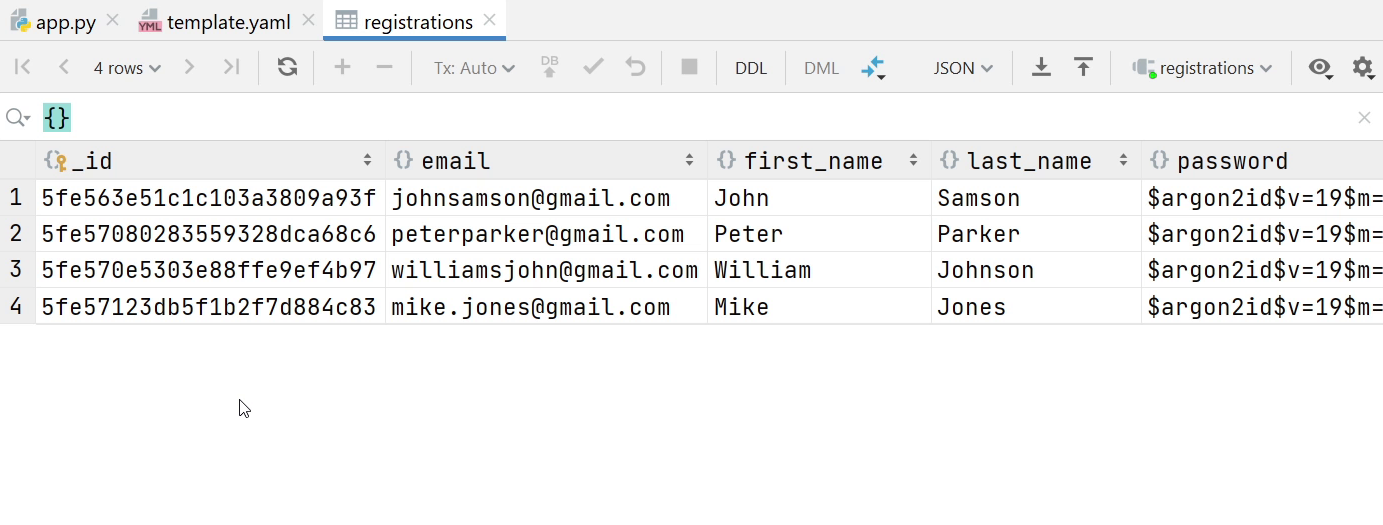 app.py template.yaml registrations
4 rows Tx: Auto DB DDL DML JSON registrations
{}
_id email first_name last_name password
1 5fe563e51c1c103a3809a93f johnsamson@gmail.com John Samson $argon2id$v=19$m=
2 5fe57080283559328dca68c6 peterparker@gmail.com Peter Parker $argon2id$v=19$m=
3 5fe570e5303e88ffe9ef4b97 williamsjohn@gmail.com William Johnson $argon2id$v=19$m=
4 5fe57123db5f1b2f7d884c83 mike.jones@gmail.com Mike Jones $argon2id$v=19$m=